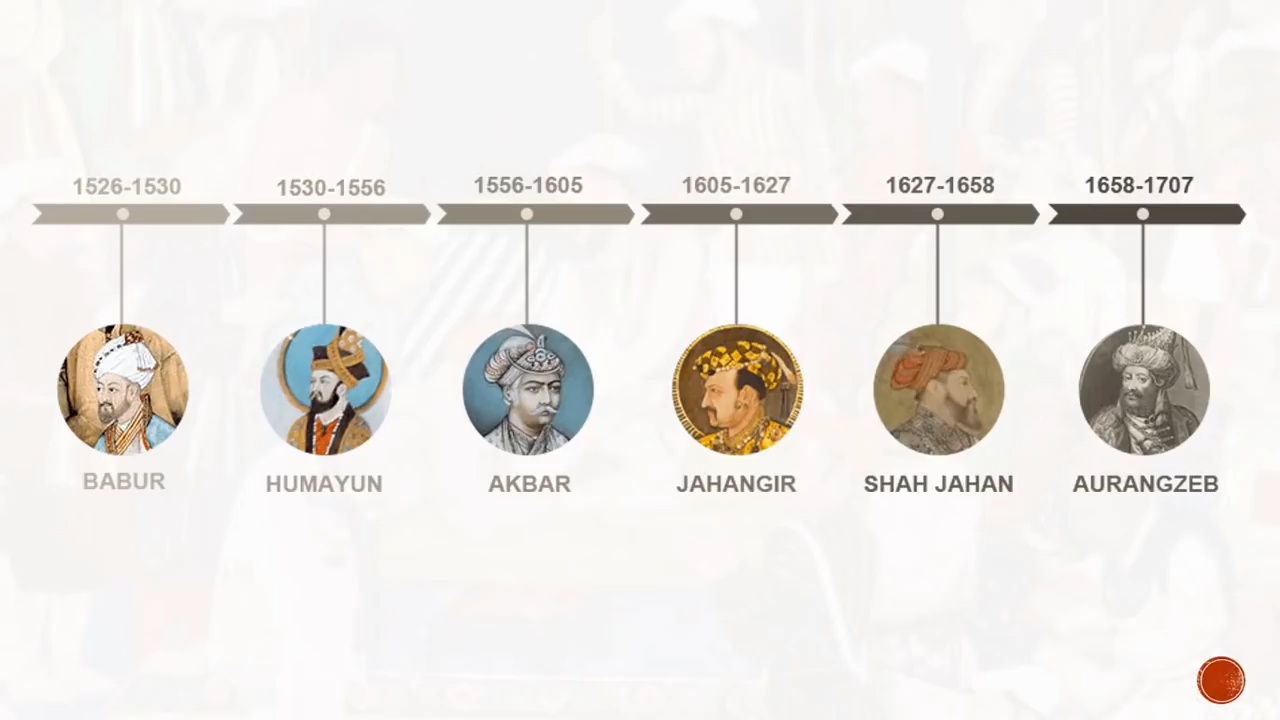 1526-1530
1530-1556
1556-1605
1605-1627
1627-1658
1658-1707
BABUR
HUMAYUN
AKBAR
JAHANGIR
SHAH JAHAN
AURANGZEB